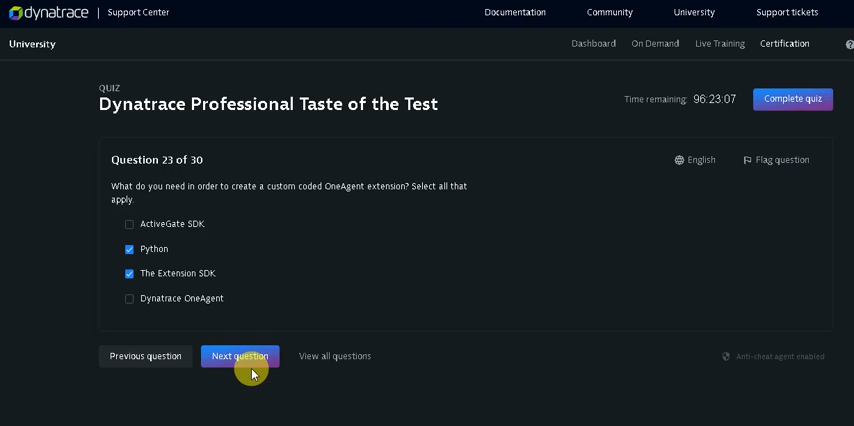 dynatrace | Support Center Documentation Community University Support tickets
University Dashboard On Demand Live Training Certification
QUIZ
Dynatrace Professional Taste of the Test
Time remaining: 96:23:07 Complete quiz
Question 23 of 30 English Flag question
What do you need in order to create a custom coded OneAgent extension? Select all that
apply.
ActiveGate SDK
Python
The Extension SDK
Dynatrace OneAgent
Previous question Next question View all questions Anti-cheat agent enabled